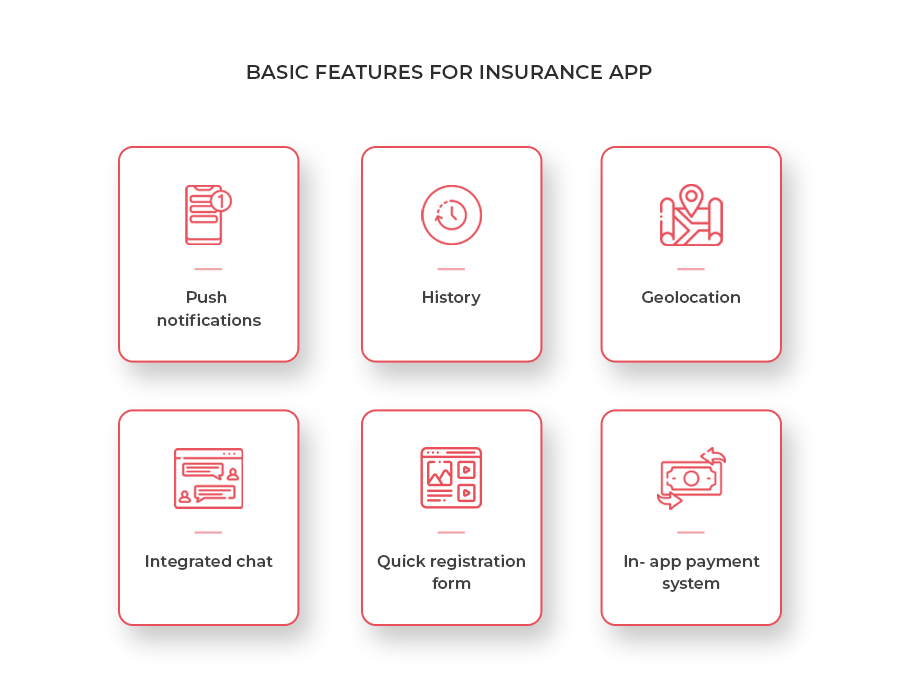 BASIC FEATURES FOR INSURANCE APP
1
Push
notifications
History
Geolocation
Integrated chat
Quick registration
form
In- app payment
system